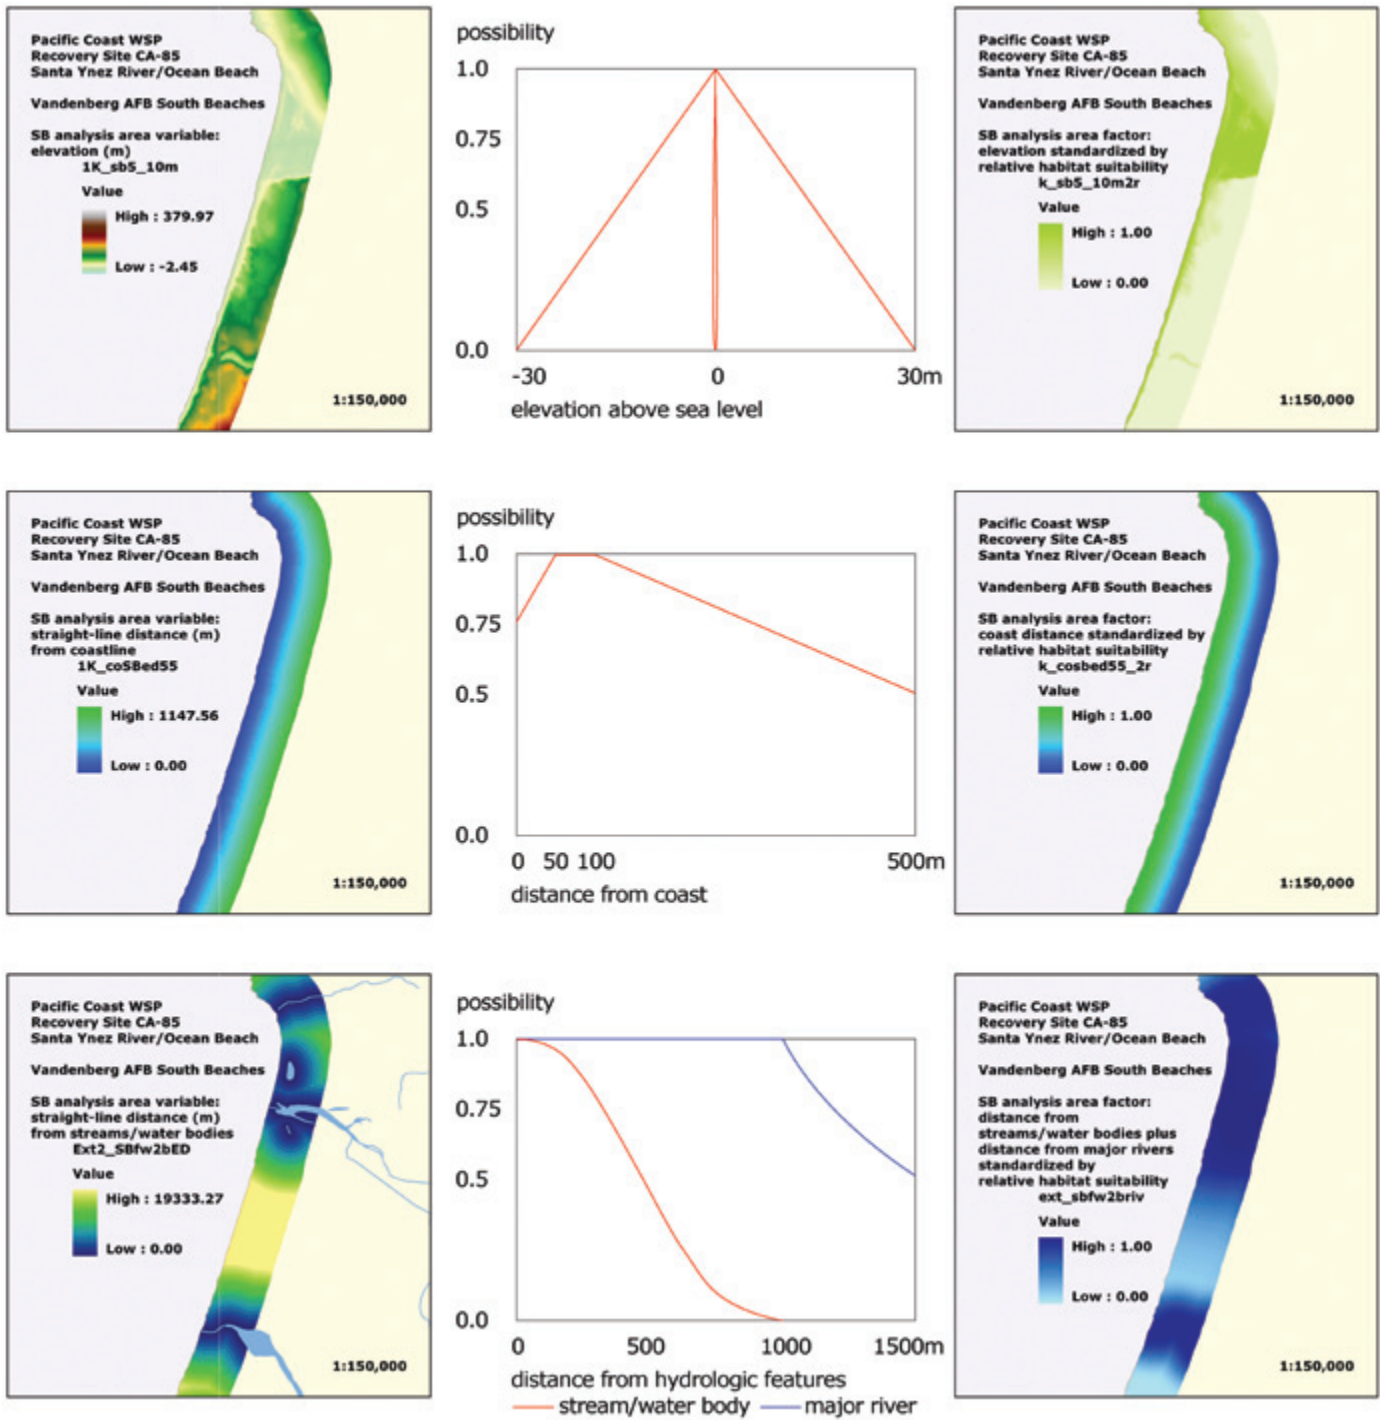 Pacific Coast WSP
Recovery Site CA-85
Santa Ynez River/Ocean Beach
Vandenberg AFB South Beaches
SB analysis area variable:
elevation (m)
1K_sb5_10m
Value
High : 379.97
Low : -2.45
1:150,000
possibility
1.0
0.75
0.5
0.0
-30 0 30m
elevation above sea level
Pacific Coast WSP
Recovery Site CA-85
Santa Ynez River/Ocean Beach
Vandenberg AFB South Beaches
SB analysis area factor:
elevation standardized by
relative habitat suitability
k_sb5_10m2r
Value
High : 1.00
Low : 0.00
1:150,000
Pacific Coast WSP
Recovery Site CA-85
Santa Ynez River/Ocean Beach
Vandenberg AFB South Beaches
SB analysis area variable:
straight-line distance (m)
from coastline
1K_coSBed55
Value
High : 1147.56
Low : 0.00
1:150,000
possibility
1.0
0.75
0.5
0.0
0 50 100 500m
distance from coast
Pacific Coast WSP
Recovery Site CA-85
Santa Ynez River/Ocean Beach
Vandenberg AFB South Beaches
SB analysis area factor:
coast distance standardized by
relative habitat suitability
k_cosbed55_2r
Value
High : 1.00
Low : 0.00
1:150,000
Pacific Coast WSP
Recovery Site CA-85
Santa Ynez River/Ocean Beach
Vandenberg AFB South Beaches
SB analysis area variable:
straight-line distance (m)
from streams/water bodies
Ext2_SBfw2bED
Value
High : 19333.27
Low : 0.00
1:150,000
possibility
1.0
0.75
0.5
0.0
0 500 1000 1500m
distance from hydrologic features
stream/water body major river
Pacific Coast WSP
Recovery Site CA-85
Santa Ynez River/Ocean Beach
Vandenberg AFB South Beaches
SB analysis area factor:
distance from
streams/water bodies plus
distance from major rivers
standardized by
relative habitat suitability
ext_sbfw2briv
Value
High : 1.00
Low : 0.00
1:150,000